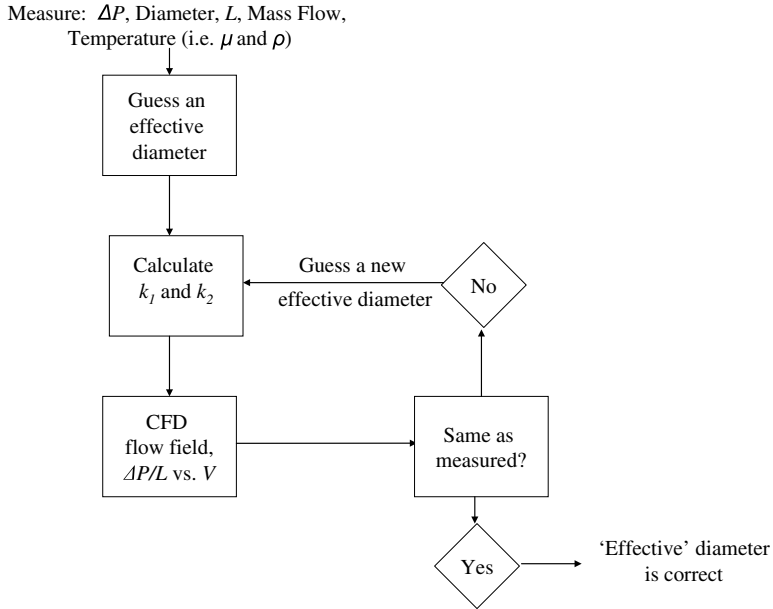 Measure: ΔP, Diameter, L, Mass Flow,
Temperature (i.e. μ and ρ)
Guess an
effective
diameter
Calculate
k₁ and k₂
Guess a new
effective diameter
No
CFD
flow field,
ΔP/L vs. V
Same as
measured?
Yes
‘Effective’ diameter
is correct